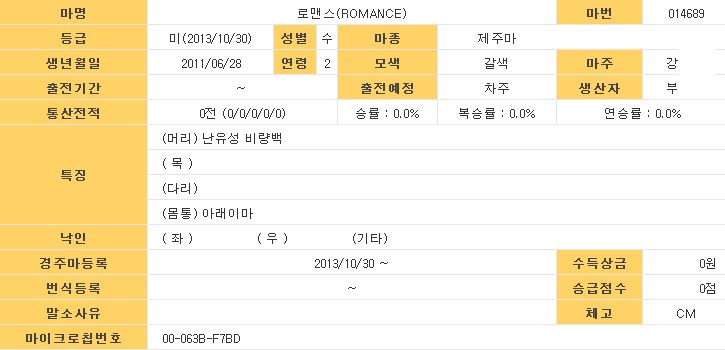 마명 로맨스(ROMANCE) 마번 014689
등급 미(2013/10/30) 성별 수 마종 제주마
생년월일 2011/06/28 연령 2 모색 갈색 마주 강
출전기간 ~ 출전예정 차주 생산자 부
통산전적 0전 (0/0/0/0/0) 승률 : 0.0% 복승률 : 0.0% 연승률 : 0.0%
특징
(머리) 난유성 비량백
( 목 )
(다리)
(몸통) 아래이마
낙인 ( 좌 ) ( 우 ) (기타)
경주마등록 2013/10/30 ~ 수득상금 0원
번식등록 ~ 승급점수 0점
말소사유 체고 CM
마이크로칩번호 00-063B-F7BD